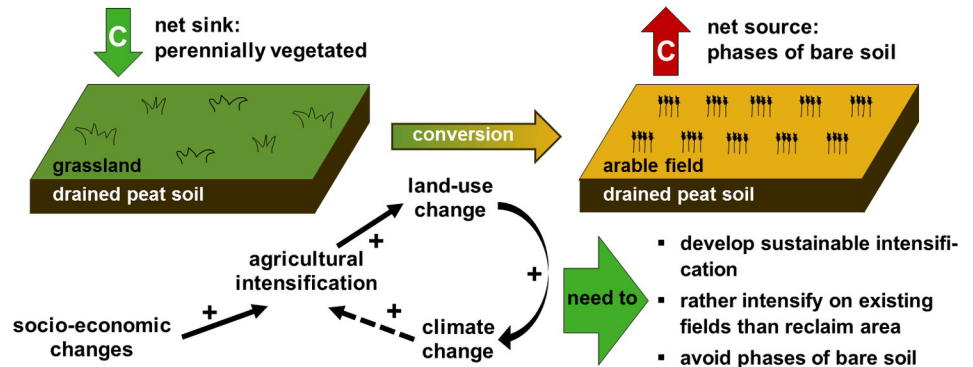 C
net sink:
perennially vegetated
C
net source:
phases of bare soil
grassland
drained peat soil
conversion
arable field
drained peat soil
land-use
change
+
agricultural
intensification
+
socio-economic
changes
+
+
climate
change
need to
▪ develop sustainable intensifi-
cation
▪ rather intensify on existing
fields than reclaim area
▪ avoid phases of bare soil